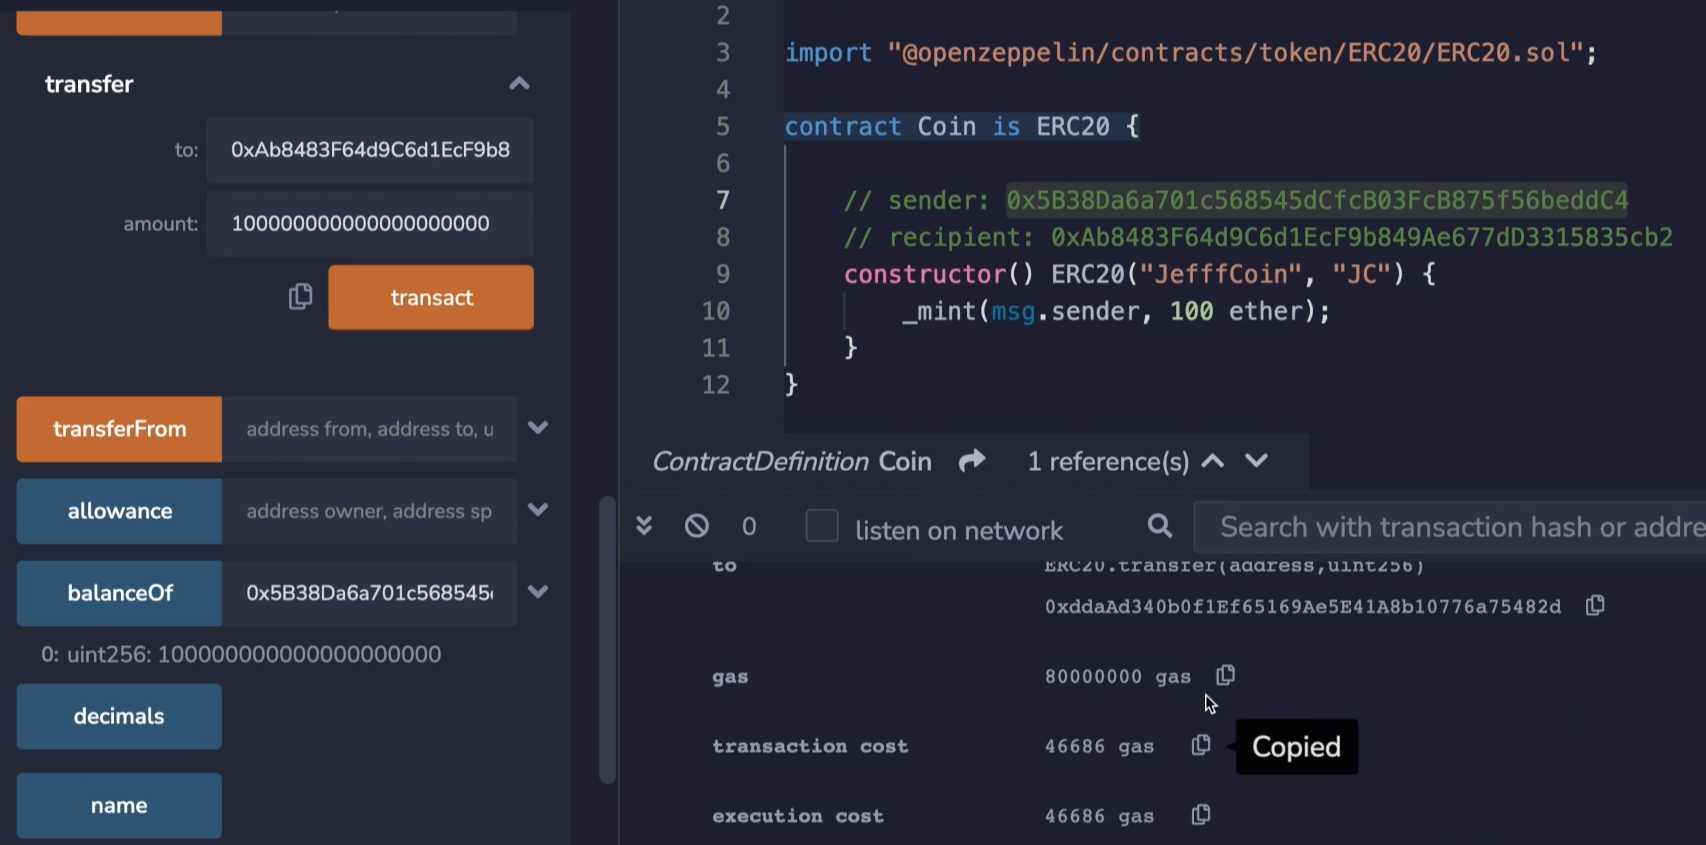 transfer
to:
0xAb8483F64d9C6d1EcF9b8
amount:
100000000000000000000
transact
transferFrom
address from, address to, u
allowance
address owner, address sp
balanceOf
0x5B38Da6a701c568545
0: uint256: 100000000000000000000
decimals
name
2
3 import "@openzeppelin/contracts/token/ERC20/ERC20.sol";
4
5 contract Coin is ERC20 {
6
7 // sender: 0x5B38Da6a701c568545dCfcB03FcB875f56beddC4
8 // recipient: 0xAb8483F64d9C6d1EcF9b849Ae677dD3315835cb2
9 constructor() ERC20("JefffCoin", "JC") {
10 _mint(msg.sender, 100 ether);
11 }
12 }
ContractDefinition Coin 1 reference(s)
0 listen on network Search with transaction hash or addre
to ERC20.transfer(address,uint256)
0xddaAd340b0f1Ef65169Ae5E41A8b10776a75482d
gas 80000000 gas
transaction cost 46686 gas
Copied
execution cost 46686 gas